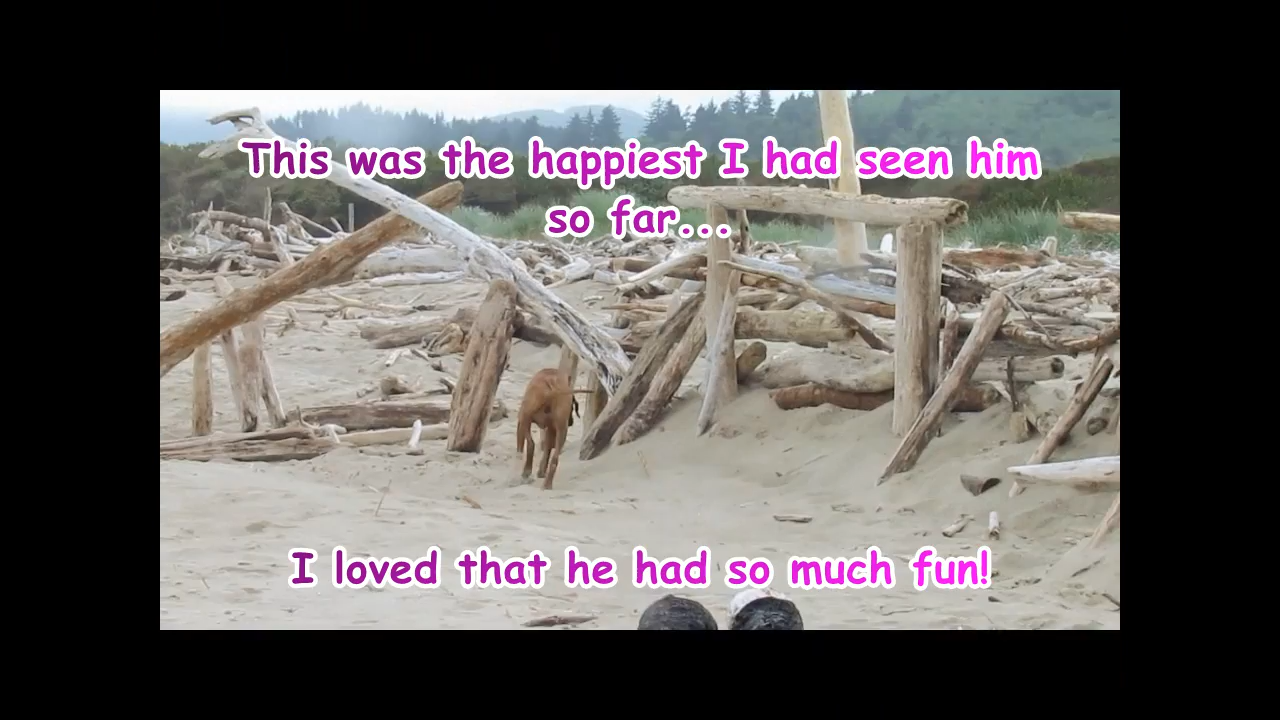 This was the happiest I had seen him
so far...
I loved that he had so much fun!